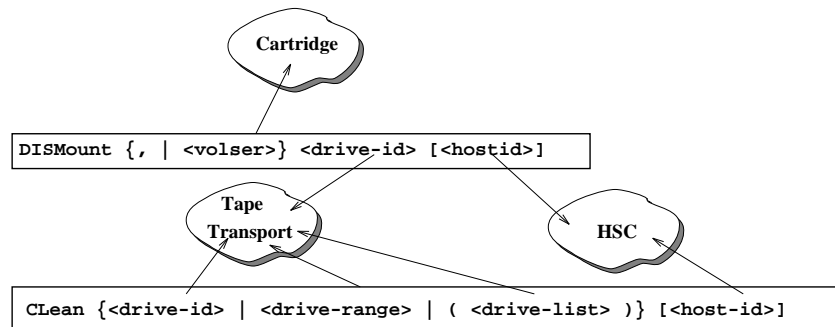 Cartridge
DISMount {, | <volser>} <drive-id> [<hostid>]
Tape
Transport
HSC
CLean {<drive-id> | <drive-range> | ( <drive-list> )} [<host-id>]